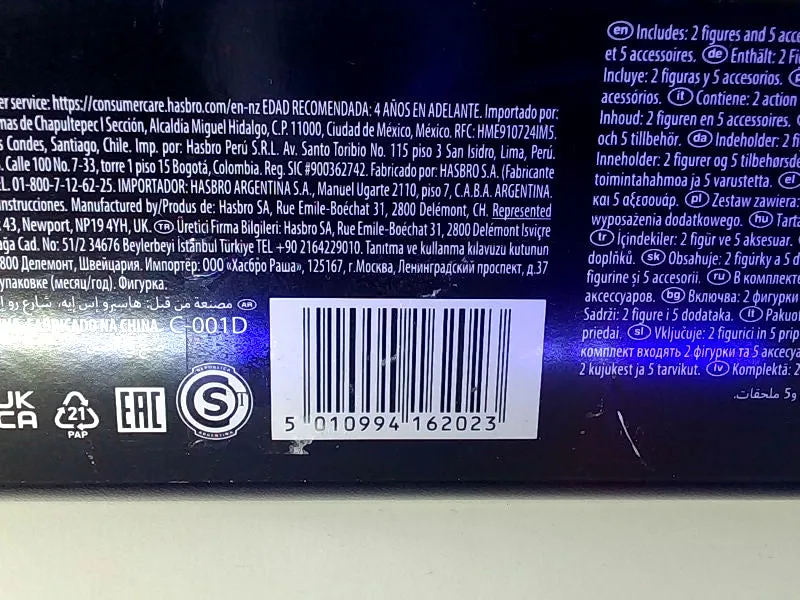 er service: https://consumercare.hasbro.com/en-nz EDAD RECOMENDADA: 4 AÑOS EN ADELANTE. Importado por:
mas de Chapultepec I Sección, Alcaldía Miguel Hidalgo, C.P. 11000, Ciudad de México, México. RFC: HME910724IM5.
s Condes, Santiago, Chile. Imp. por: Hasbro Perú S.R.L. Av. Santo Toribio No. 115 piso 3 San Isidro, Lima, Perú.
. Calle 100 No. 7-33, torre 1 piso 15 Bogotá, Colombia. Reg. SIC #900362742. Fabricado por: HASBRO S.A. (Fabricante
EL. 01-800-7-12-62-25. IMPORTADOR: HASBRO ARGENTINA S.A., Manuel Ugarte 2110, piso 7, C.A.B.A. ARGENTINA.
instrucciones. Manufactured by/Produs de: Hasbro SA, Rue Emile-Boéchat 31, 2800 Delémont, CH. Represented
43, Newport, NP19 4YH, UK. TR Üretici Firma Bilgileri: Hasbro SA, Rue Emile-Boéchat 31, 2800 Delémont İsviçre
ağa Cad. No: 51/2 34676 Beylerbeyi İstanbul Türkiye TEL +90 2164229010. Tanıtma ve kullanma kılavuzu kutunun
800 Делемонт, Швейцария. Импортёр: ООО «Хасбро Раша», 125167, г.Москва, Ленинградский проспект, д.37
упаковке (месяц/год). Фигурка.
AR مصنعة من قبل: هاسبرو إس إيه، شارع رو إ
FABRICADO NA CHINA. C-001D
UK
CA
21
PAP
EAC
REPUBLICA
S T
ARGENTINA
5 010994 162023
en Includes: 2 figures and 5 acce
et 5 accessoires. de Enthält: 2 Fi
Incluye: 2 figuras y 5 accesorios. p
acessórios. it Contiene: 2 action
Inhoud: 2 figuren en 5 accessoires.
och 5 tillbehör. da Indeholder: 2 fi
Inneholder: 2 figurer og 5 tilbehørsde
toimintahahmoa ja 5 varustetta. el
και 5 αξεσουάρ. pl Zestaw zawiera:
wyposażenia dodatkowego. hu Tarta
tr İçindekiler: 2 figür ve 5 aksesuar.
doplňků. sk Obsahuje: 2 figúrky a 5 d
figurine și 5 accesorii. ru В комплекте
аксессуаров. bg Включва: 2 фигурки
Sadrži: 2 figure i 5 dodataka. lt Pakuo
priedai. sl Vključuje: 2 figurici in 5 prip
комплект входять 2 фігурки та 5 аксесуа
2 kujukest ja 5 tarvikut. lv Komplektā: 2
و5 ملحقات.